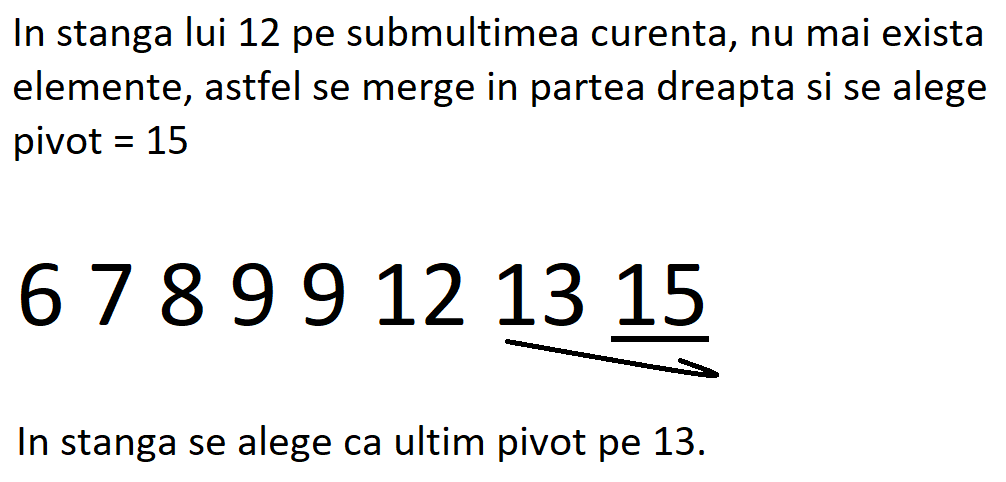 In stanga lui 12 pe submultimea curenta, nu mai exista
elemente, astfel se merge in partea dreapta si se alege
pivot = 15
6 7 8 9 9 12 13 15
In stanga se alege ca ultim pivot pe 13.